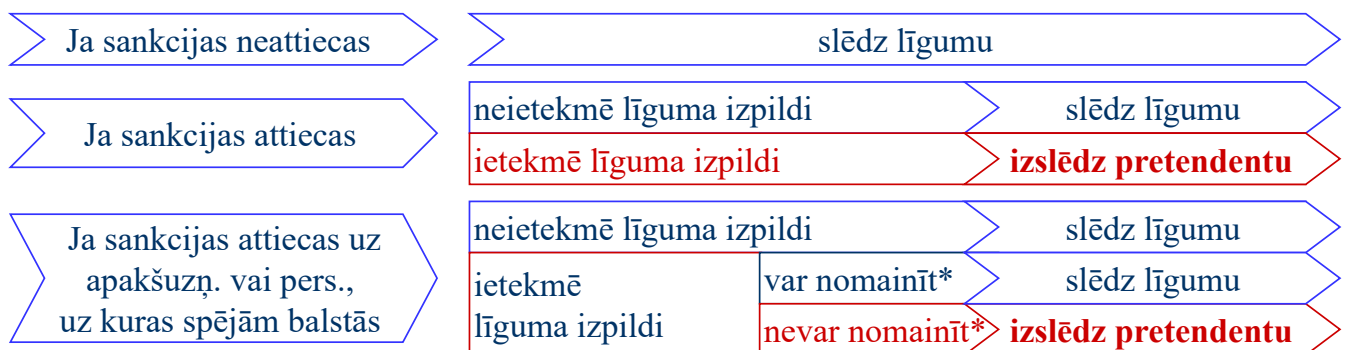 Ja sankcijas neattiecas
slēdz līgumu
Ja sankcijas attiecas
neietekmē līguma izpildi
slēdz līgumu
ietekmē līguma izpildi
izslēdz pretendentu
Ja sankcijas attiecas uz
apakšuzņ. vai pers.,
uz kuras spējām balstās
neietekmē līguma izpildi
slēdz līgumu
ietekmē
līguma izpildi
var nomainīt*
slēdz līgumu
nevar nomainīt*
izslēdz pretendentu